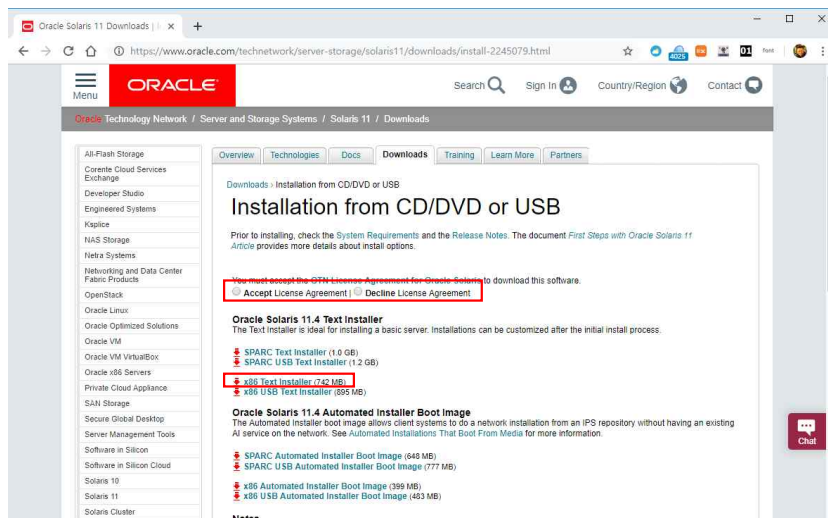 Oracle Solaris 11 Downloads |
https://www.oracle.com/technetwork/server-storage/solaris11/downloads/install-2245079.html
4025
01
Menu
ORACLE
Search
Sign In
Country/Region
Contact
Oracle Technology Network / Server and Storage Systems / Solaris 11 / Downloads
All-Flash Storage
Corente Cloud Services
Exchange
Developer Studio
Engineered Systems
Ksplice
NAS Storage
Netra Systems
Networking and Data Center
Fabric Products
OpenStack
Oracle Linux
Oracle Optimized Solutions
Oracle VM
Oracle VM VirtualBox
Oracle x86 Servers
Private Cloud Appliance
SAN Storage
Secure Global Desktop
Server Management Tools
Software in Silicon
Software in Silicon Cloud
Solaris 10
Solaris 11
Solaris Cluster
Overview Technologies Docs Downloads Training Learn More Partners
Downloads › Installation from CD/DVD or USB
Installation from CD/DVD or USB
Prior to installing, check the System Requirements and the Release Notes. The document First Steps with Oracle Solaris 11
Article provides more details about install options.
You must accept the OTN License Agreement for Oracle Solaris to download this software.
Accept License Agreement | Decline License Agreement
Oracle Solaris 11.4 Text Installer
The Text Installer is ideal for installing a basic server. Installations can be customized after the initial install process.
SPARC Text Installer (1.0 GB)
SPARC USB Text Installer (1.2 GB)
x86 Text Installer (742 MB)
x86 USB Text Installer (895 MB)
Oracle Solaris 11.4 Automated Installer Boot Image
The Automated Installer boot image allows client systems to do a network installation from an IPS repository without having an existing
AI service on the network. See Automated Installations That Boot From Media for more information.
SPARC Automated Installer Boot Image (648 MB)
SPARC USB Automated Installer Boot Image (777 MB)
x86 Automated Installer Boot Image (399 MB)
x86 USB Automated Installer Boot Image (483 MB)
Notes
Chat